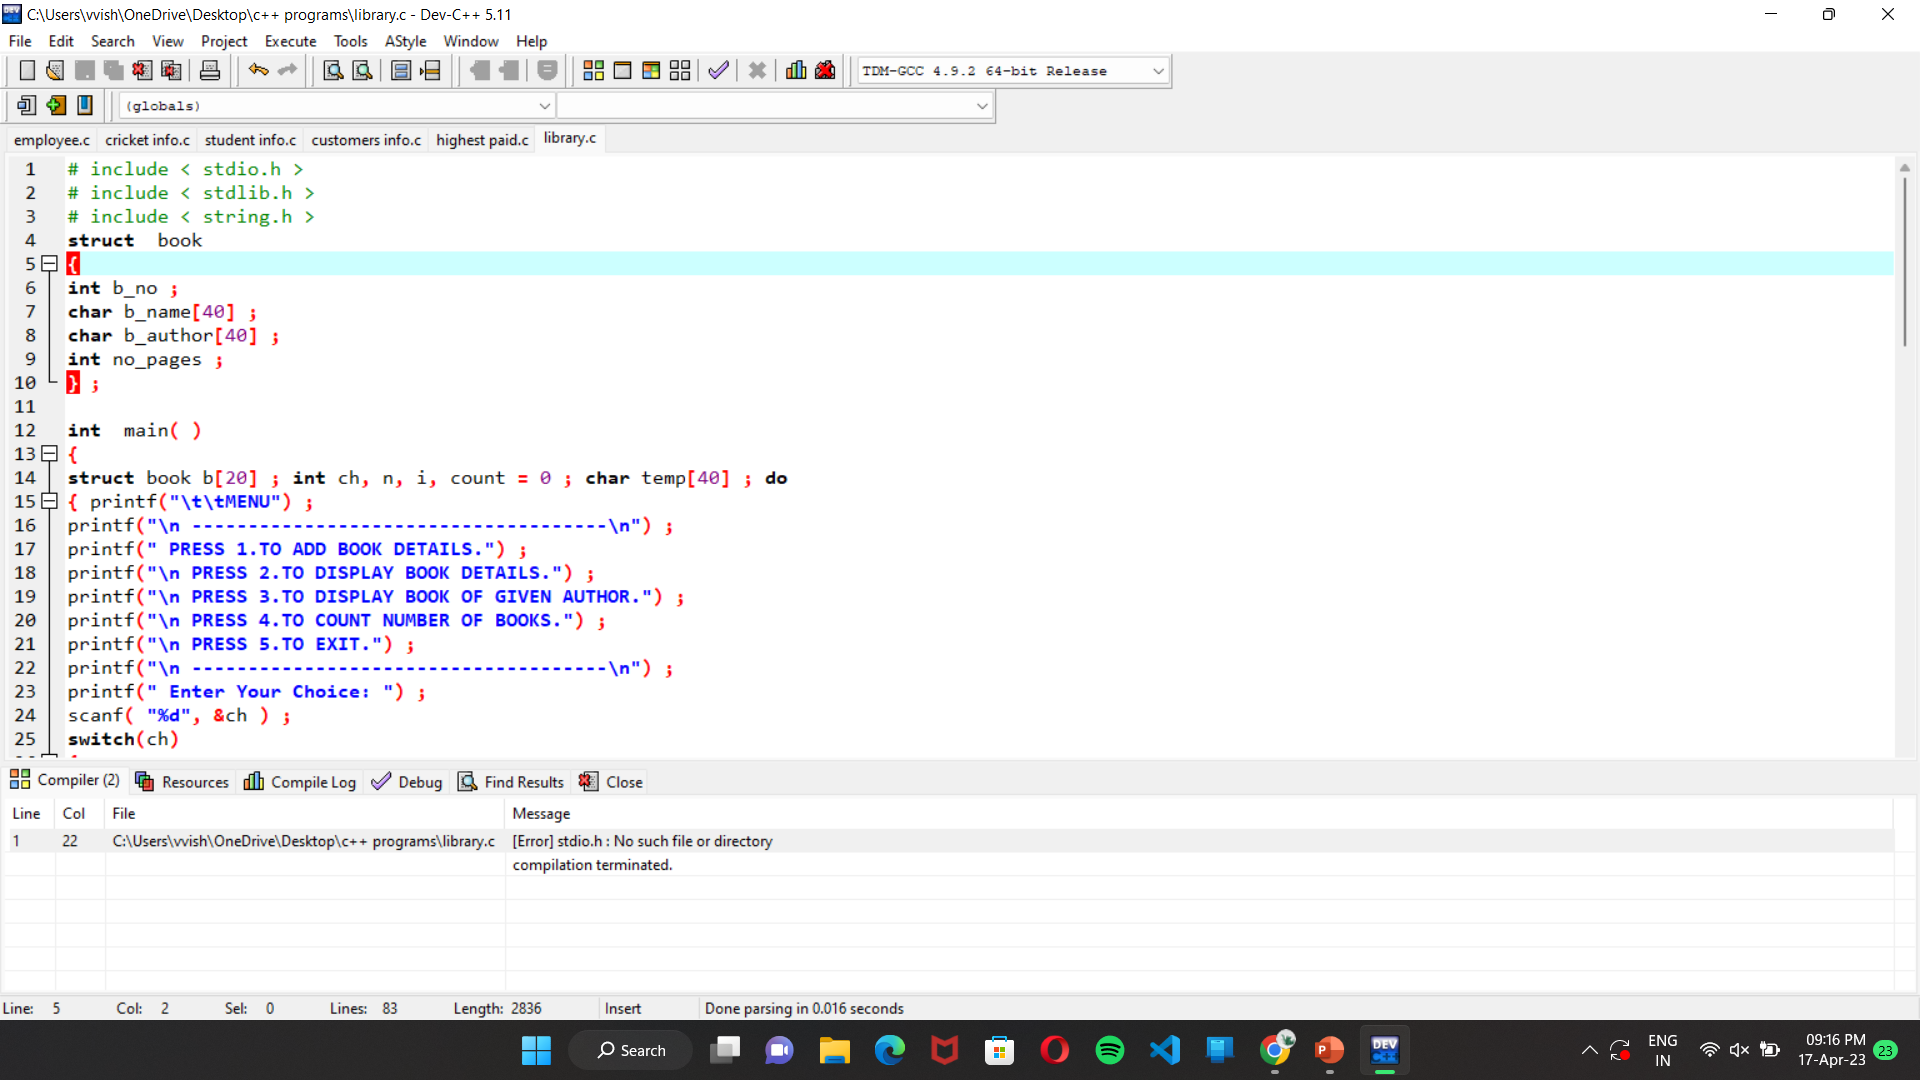 C:\Users\vvish\OneDrive\Desktop\c++ programs\library.c - Dev-C++ 5.11
File Edit Search View Project Execute Tools AStyle Window Help
TDM-GCC 4.9.2 64-bit Release
(globals)
employee.c cricket info.c student info.c customers info.c highest paid.c library.c
1 # include < stdio.h >
2 # include < stdlib.h >
3 # include < string.h >
4 struct  book
5 {
6 int b_no ;
7 char b_name[40] ;
8 char b_author[40] ;
9 int no_pages ;
10 } ;
11
12 int  main( )
13 {
14 struct book b[20] ; int ch, n, i, count = 0 ; char temp[40] ; do
15 { printf("\t\tMENU") ;
16 printf("\n -------------------------------------\n") ;
17 printf(" PRESS 1.TO ADD BOOK DETAILS.") ;
18 printf("\n PRESS 2.TO DISPLAY BOOK DETAILS.") ;
19 printf("\n PRESS 3.TO DISPLAY BOOK OF GIVEN AUTHOR.") ;
20 printf("\n PRESS 4.TO COUNT NUMBER OF BOOKS.") ;
21 printf("\n PRESS 5.TO EXIT.") ;
22 printf("\n -------------------------------------\n") ;
23 printf(" Enter Your Choice: ") ;
24 scanf( "%d", &ch ) ;
25 switch(ch)
Compiler (2) Resources Compile Log Debug Find Results Close
Line Col File Message
1 22 C:\Users\vvish\OneDrive\Desktop\c++ programs\library.c [Error] stdio.h : No such file or directory
compilation terminated.
Line: 5 Col: 2 Sel: 0 Lines: 83 Length: 2836 Insert Done parsing in 0.016 seconds
Search
DEV C++
ENG
IN
09:16 PM
17-Apr-23
23